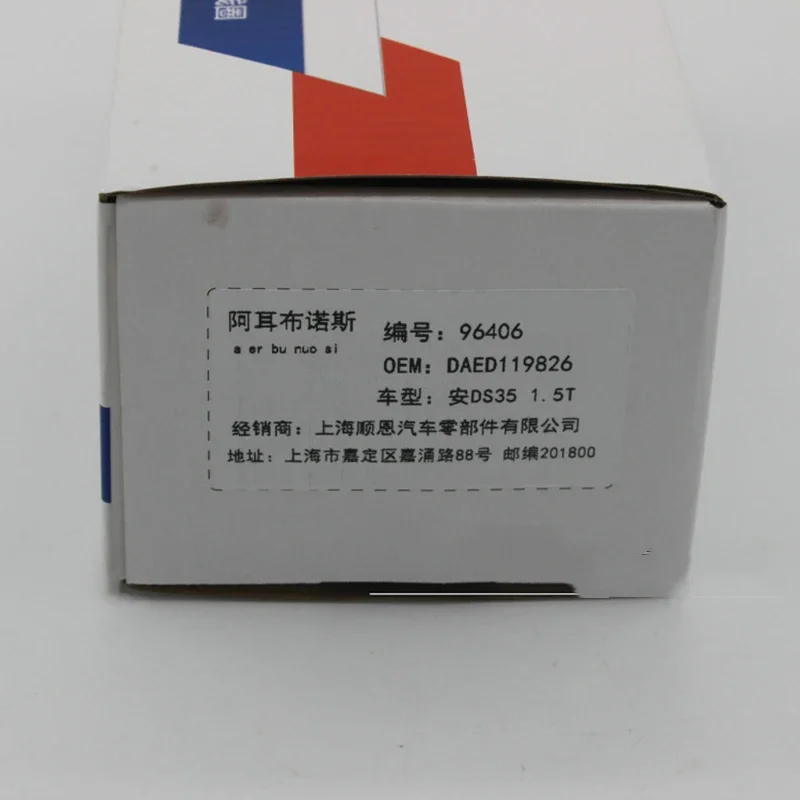 阿耳布诺斯
a er bu nuo si
编号：96406
OEM：DAED119826
车型：安DS35 1.5T
经销商：上海顺恩汽车零部件有限公司
地址：上海市嘉定区嘉涌路88号 邮编201800